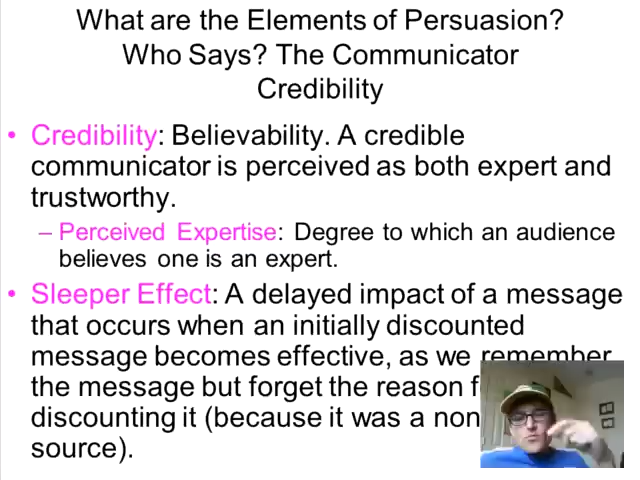 What are the Elements of Persuasion?
Who Says? The Communicator
Credibility
• Credibility: Believability. A credible
communicator is perceived as both expert and
trustworthy.
– Perceived Expertise: Degree to which an audience
believes one is an expert.
• Sleeper Effect: A delayed impact of a message
that occurs when an initially discounted
message becomes effective, as we remember
the message but forget the reason
discounting it (because it was a non
source).